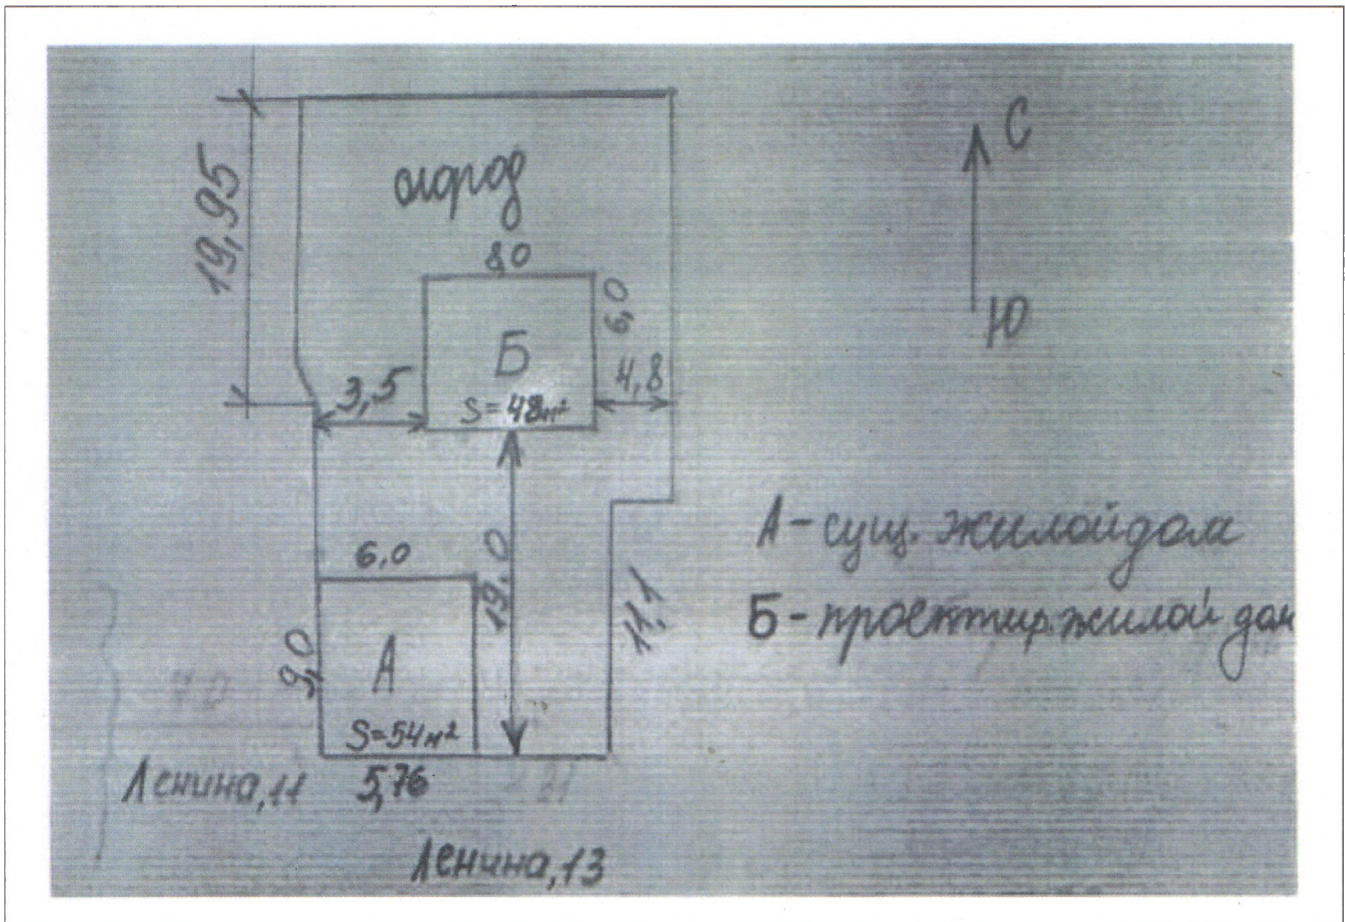 С
огород
19,95
8,0
6,0
Ю
Б
3,5
4,8
S=48м²
А-сущ. жилой дом
6,0
19,0
11,1
Б-проектир. жилой дом
9,0
А
S=54м²
Ленина, 11
5,76
Ленина, 13